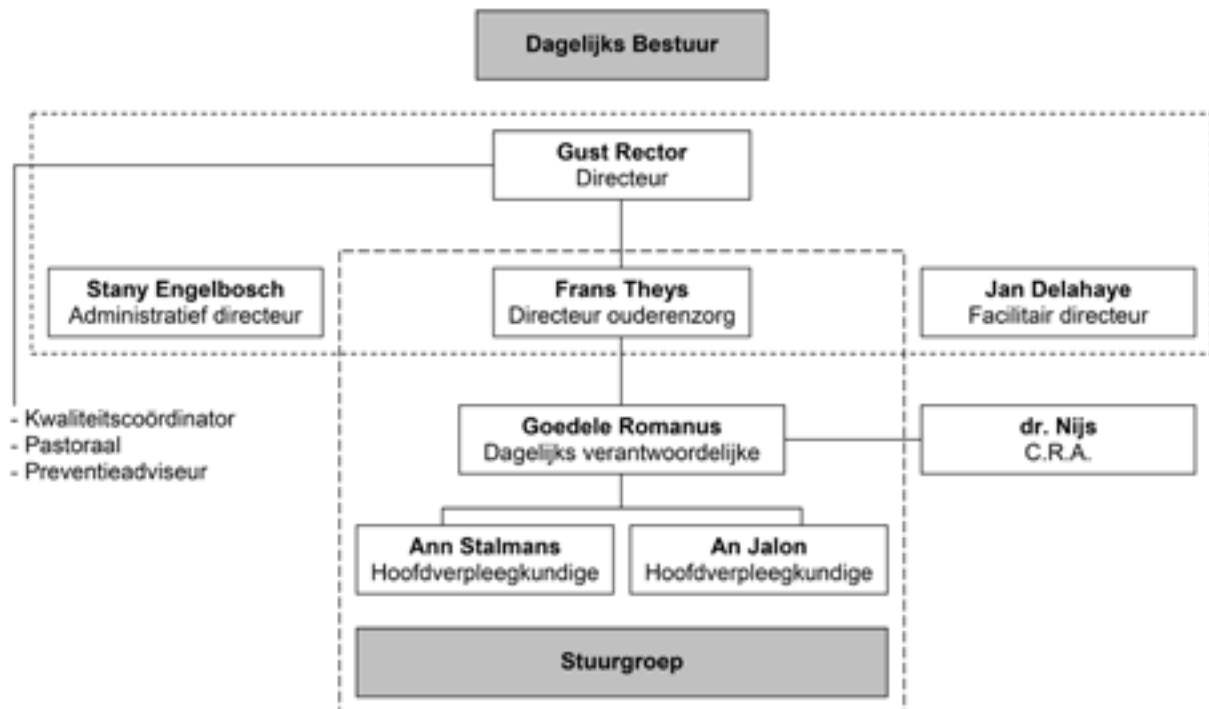 Dagelijks Bestuur
Gust Rector
Directeur
Stany Engelbosch
Administratief directeur
Frans Theys
Directeur ouderenzorg
Jan Delahaye
Facilitair directeur
- Kwaliteitscoördinator
- Pastoraal
- Preventieadviseur
Goedele Romanus
Dagelijks verantwoordelijke
dr. Nijs
C.R.A.
Ann Stalmans
Hoofdverpleegkundige
An Jalon
Hoofdverpleegkundige
Stuurgroep